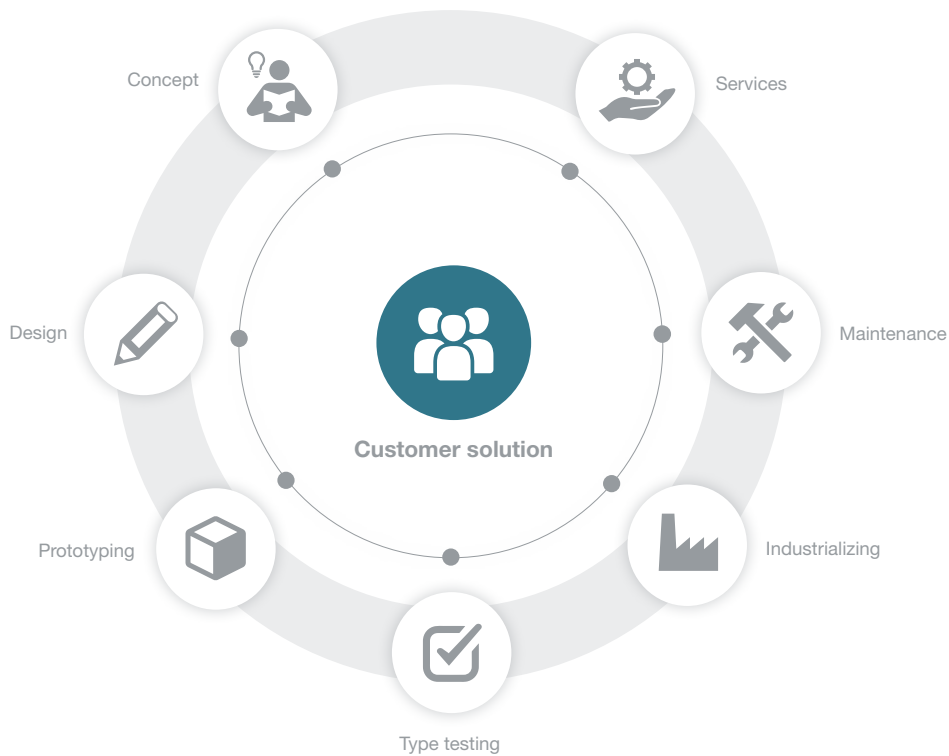 Concept
Services
Design
Maintenance
Customer solution
Prototyping
Industrializing
Type testing